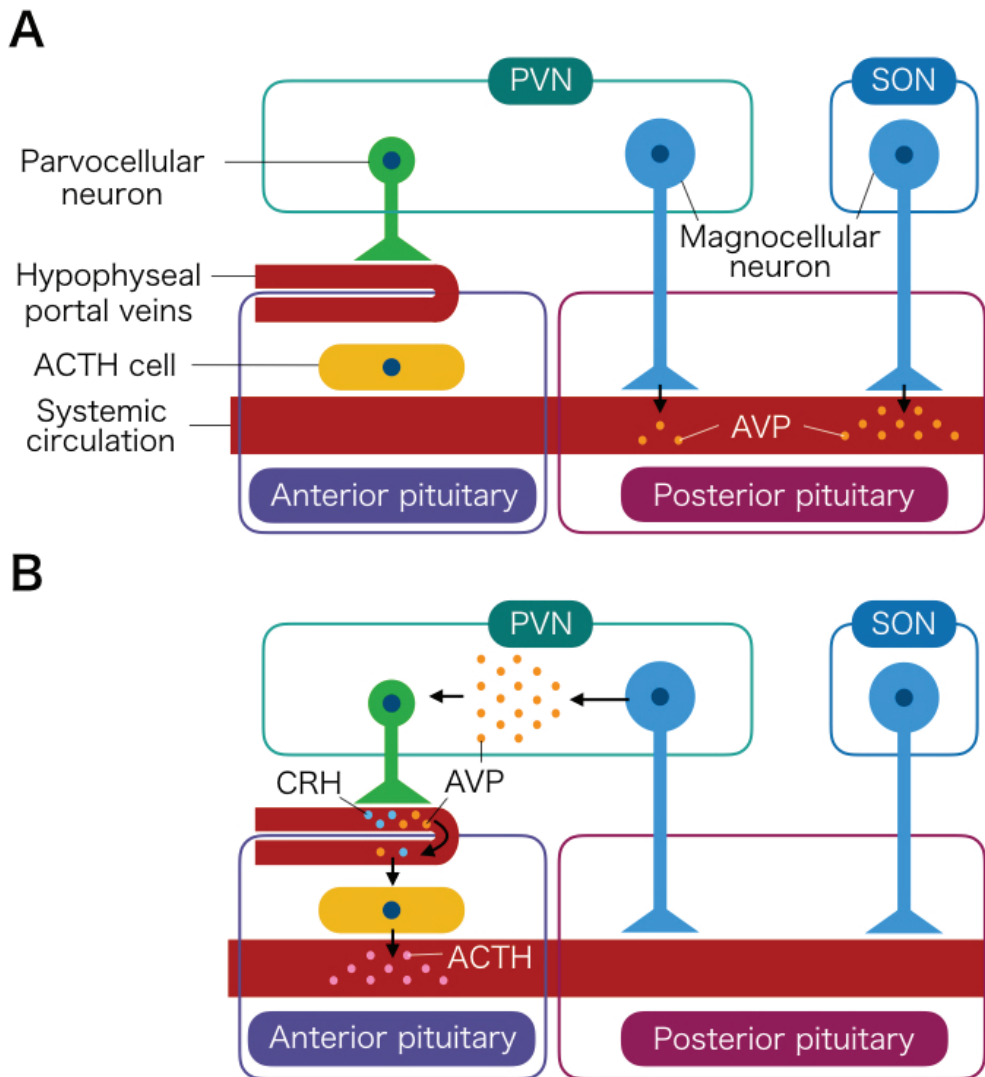 A
PVN
SON
Parvocellular
neuron
Magnocellular
neuron
Hypophyseal
portal veins
ACTH cell
Systemic
circulation
AVP
Anterior pituitary
Posterior pituitary
B
PVN
SON
CRH
AVP
ACTH
Anterior pituitary
Posterior pituitary